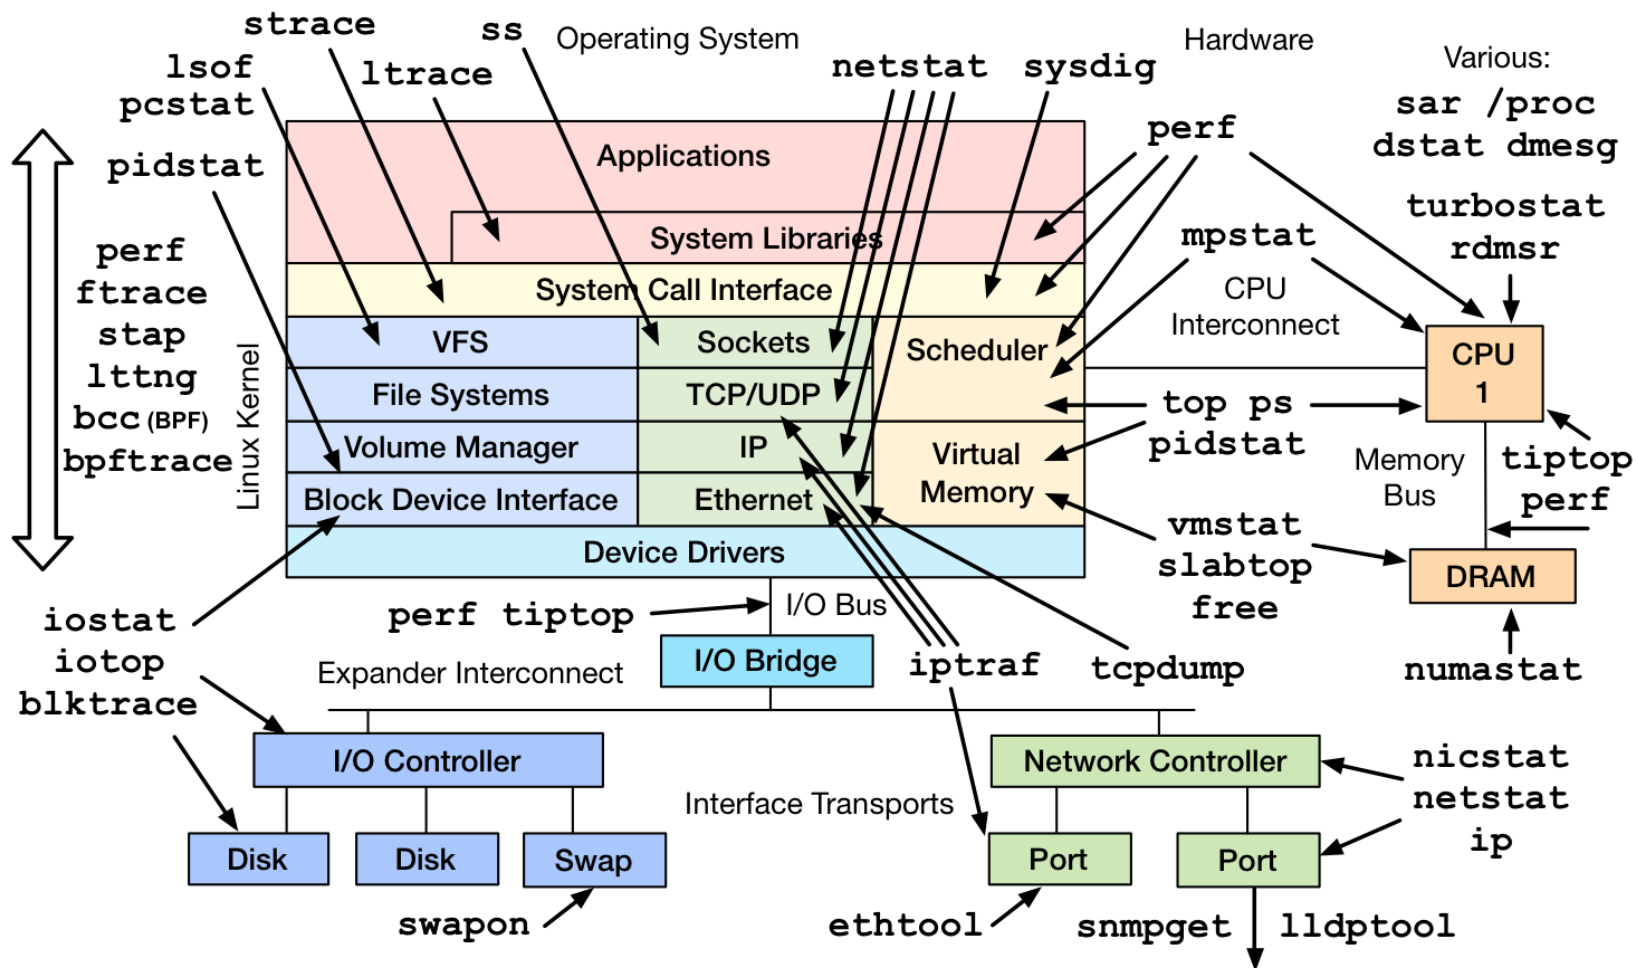 strace
ss
Operating System
Hardware
lsof
pcstat
ltrace
netstat
sysdig
Various:
sar /proc
dstat dmesg
perf
pidstat
Applications
turbostat
rdmsr
System Libraries
mpstat
perf
ftrace
stap
lttng
bcc (BPF)
bpftrace
Linux Kernel
System Call Interface
CPU
Interconnect
VFS
Sockets
Scheduler
CPU
1
File Systems
TCP/UDP
top ps
pidstat
Volume Manager
IP
Virtual
Memory
Memory
Bus
tiptop
perf
Block Device Interface
Ethernet
vmstat
slabtop
free
Device Drivers
DRAM
iostat
iotop
blktrace
perf tiptop
I/O Bus
I/O Bridge
iptraf
tcpdump
numastat
Expander Interconnect
I/O Controller
Network Controller
nicstat
netstat
ip
Interface Transports
Disk
Disk
Swap
Port
Port
swapon
ethtool
snmpget
lldptool